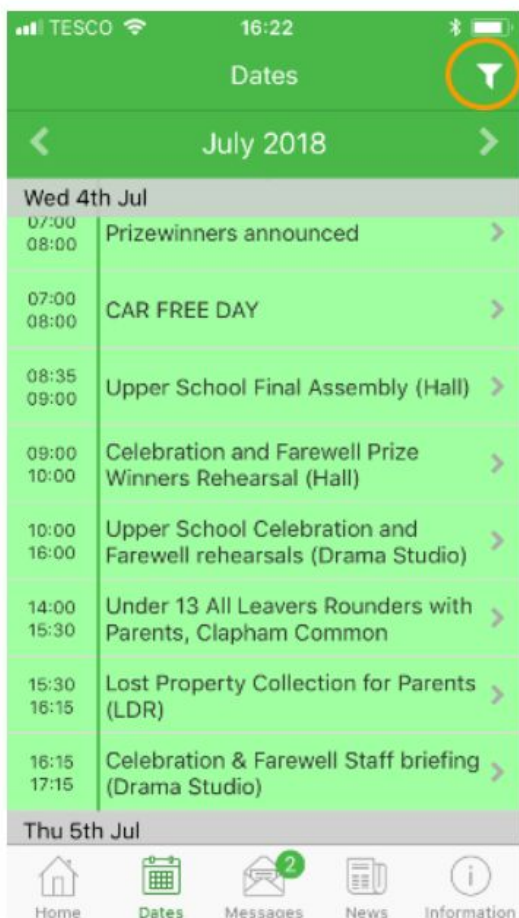 TESCO 16:22
Dates
July 2018
Wed 4th Jul
07:00
08:00
Prizewinners announced
07:00
08:00
CAR FREE DAY
08:35
09:00
Upper School Final Assembly (Hall)
09:00
10:00
Celebration and Farewell Prize
Winners Rehearsal (Hall)
10:00
16:00
Upper School Celebration and
Farewell rehearsals (Drama Studio)
14:00
15:30
Under 13 All Leavers Rounders with
Parents, Clapham Common
15:30
16:15
Lost Property Collection for Parents
(LDR)
16:15
17:15
Celebration & Farewell Staff briefing
(Drama Studio)
Thu 5th Jul
2
Home Dates Messages News Information